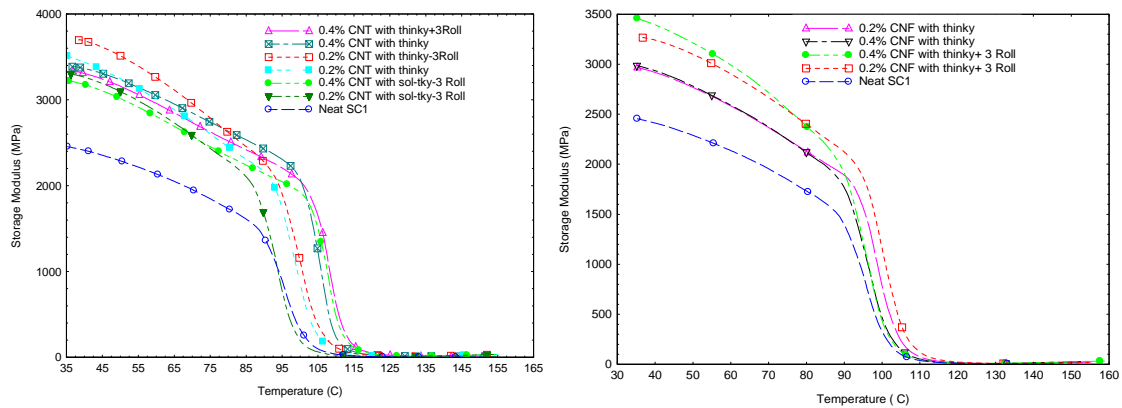 0.4% CNT with thinky+3Roll
0.4% CNT with thinky
0.2% CNT with thinky-3Roll
0.2% CNT with thinky
0.4% CNT with sol-tky-3 Roll
0.2% CNT with sol-tky-3 Roll
Neat SC1
4000
3000
2000
1000
0
Storage Modulus (MPa)
35 45 55 65 75 85 95 105 115 125 135 145 155 165
Temperature (C)
0.2% CNF with thinky
0.4% CNF with thinky
0.4% CNF with thinky+ 3 Roll
0.2% CNF with thinky+ 3 Roll
Neat SC1
3500
3000
2500
2000
1500
1000
500
0
Storage Modulus (MPa)
30 40 50 60 70 80 90 100 110 120 130 140 150 160
Temperature ( C)